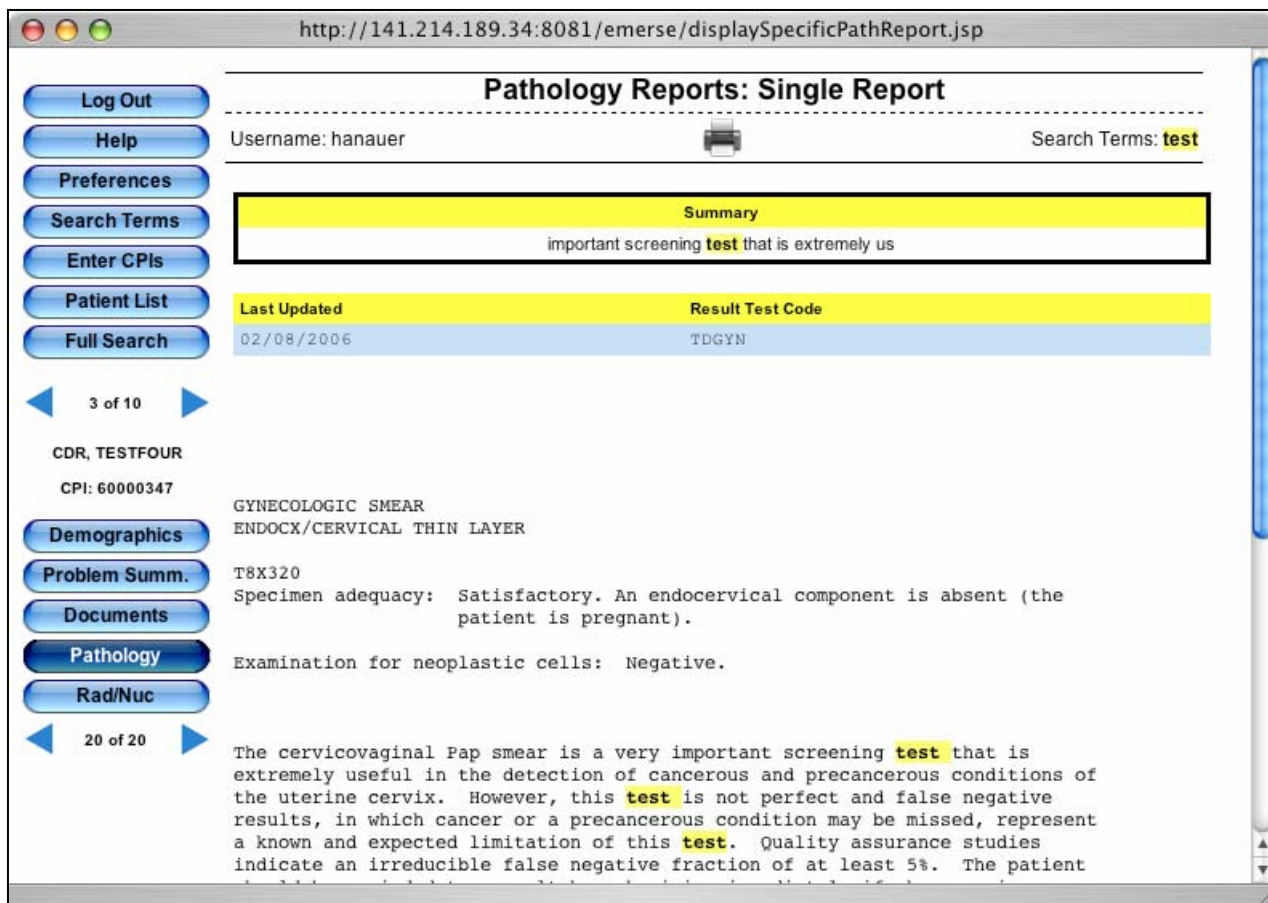 http://141.214.189.34:8081/emerse/displaySpecificPathReport.jsp
Log Out
Help
Preferences
Search Terms
Enter CPIs
Patient List
Full Search
3 of 10
CDR, TESTFOUR
CPI: 60000347
Demographics
Problem Summ.
Documents
Pathology
Rad/Nuc
20 of 20
Pathology Reports: Single Report
Username: hanauer
Search Terms: test
Summary
important screening test that is extremely us
Last Updated Result Test Code
02/08/2006 TDGYN
GYNECOLOGIC SMEAR
ENDOCX/CERVICAL THIN LAYER
T8X320
Specimen adequacy: Satisfactory. An endocervical component is absent (the
patient is pregnant).
Examination for neoplastic cells: Negative.
The cervicovaginal Pap smear is a very important screening test that is
extremely useful in the detection of cancerous and precancerous conditions of
the uterine cervix. However, this test is not perfect and false negative
results, in which cancer or a precancerous condition may be missed, represent
a known and expected limitation of this test. Quality assurance studies
indicate an irreducible false negative fraction of at least 5%. The patient